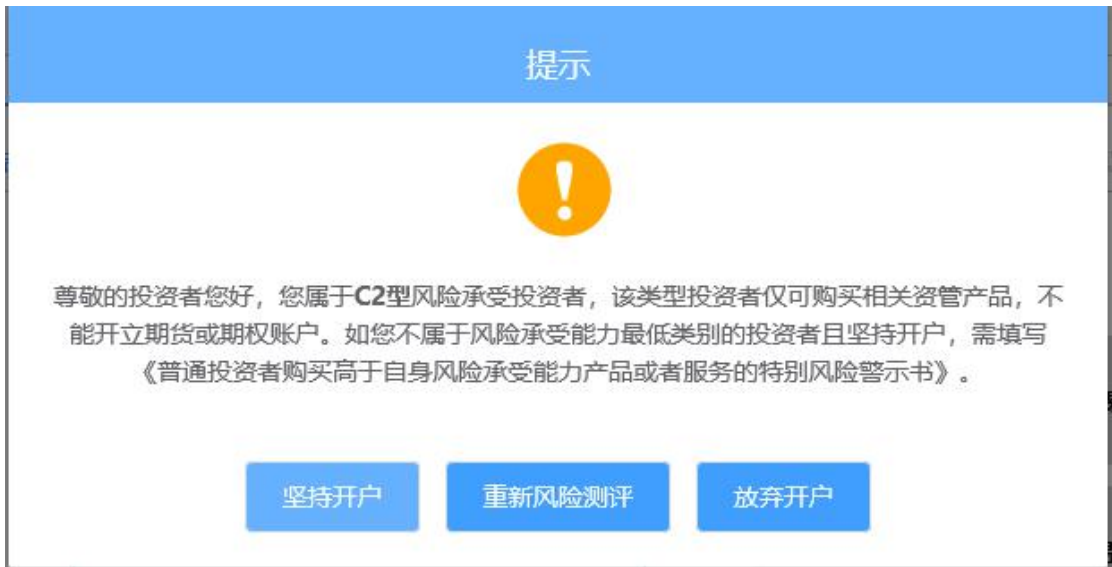 提示
尊敬的投资者您好，您属于C2型风险承受投资者，该类型投资者仅可购买相关资管产品，不
能开立期货或期权账户。如您不属于风险承受能力最低类别的投资者且坚持开户，需填写
《普通投资者购买高于自身风险承受能力产品或者服务的特别风险警示书》。
坚持开户 重新风险测评 放弃开户